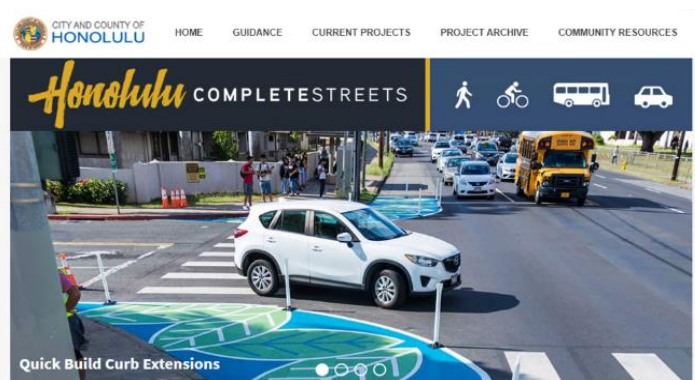 CITY AND COUNTY OF
HONOLULU
HOME GUIDANCE CURRENT PROJECTS PROJECT ARCHIVE COMMUNITY RESOURCES
Honolulu COMPLETESTREETS
Quick Build Curb Extensions